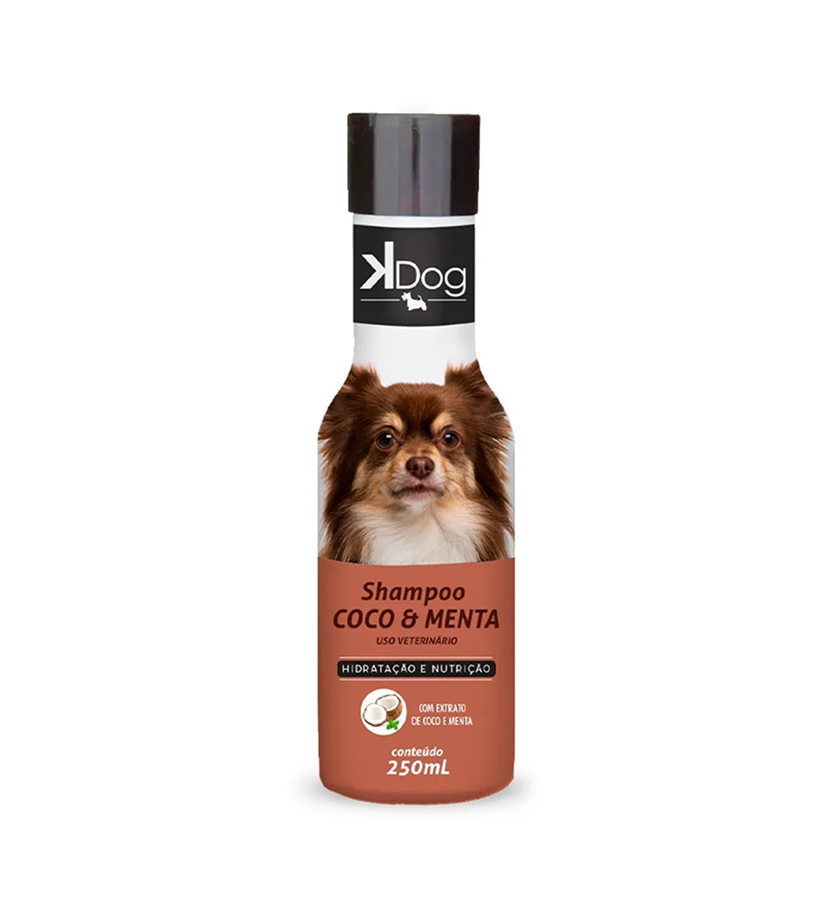 KDog
Shampoo
COCO & MENTA
USO VETERINÁRIO
HIDRATAÇÃO E NUTRIÇÃO
COM EXTRATO
DE COCO E MENTA
conteúdo
250mL